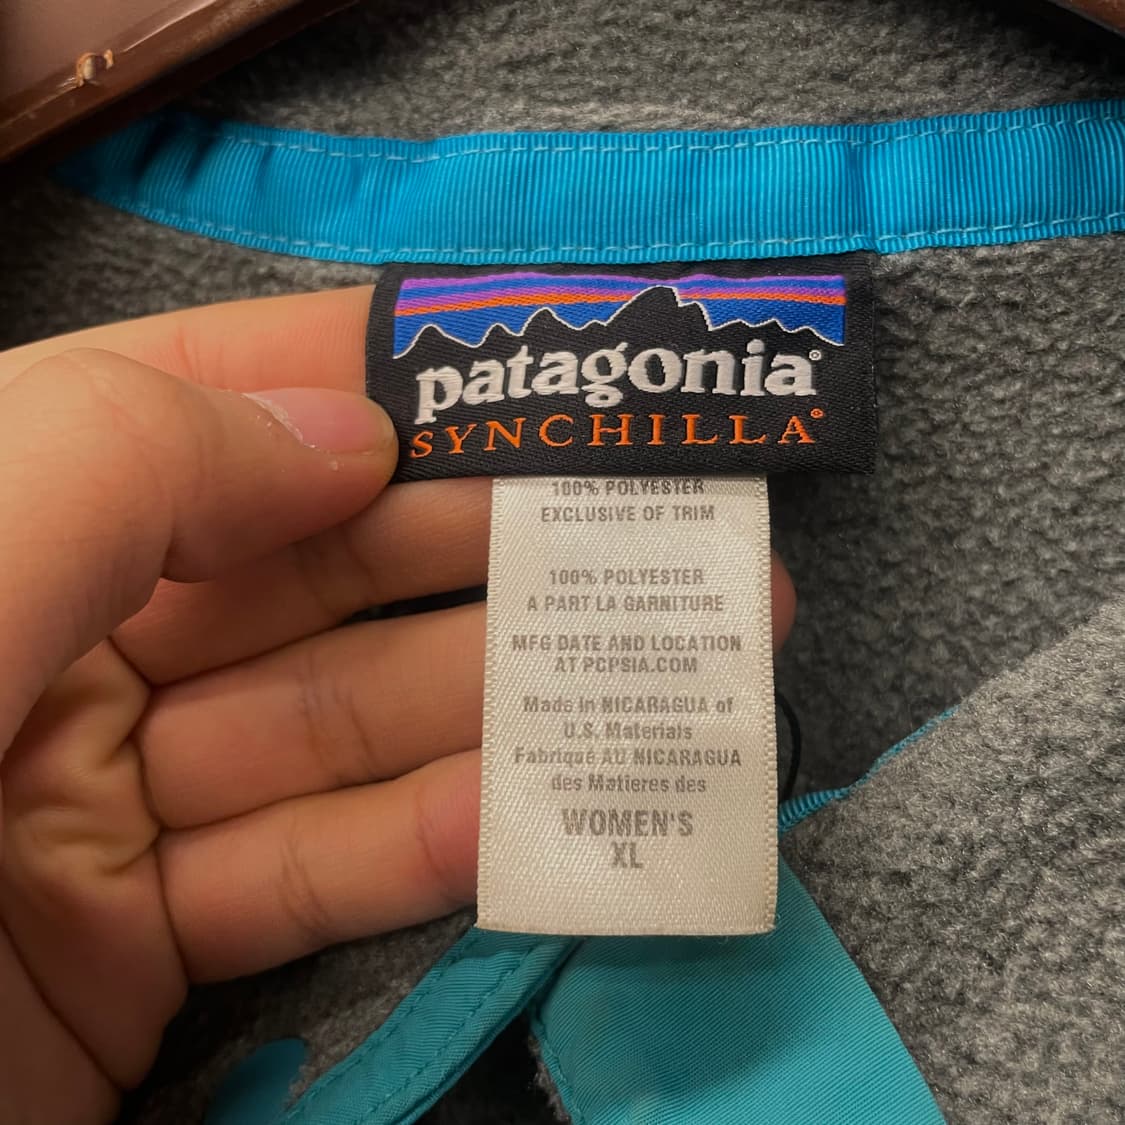 patagonia®
SYNCHILLA®
100% POLYESTER
EXCLUSIVE OF TRIM
100% POLYESTER
A PART LA GARNITURE
MFG DATE AND LOCATION
AT PCPSIA.COM
Made in NICARAGUA of
U.S. Materials
Fabriqué AU NICARAGUA
des Matieres des
WOMEN'S
XL